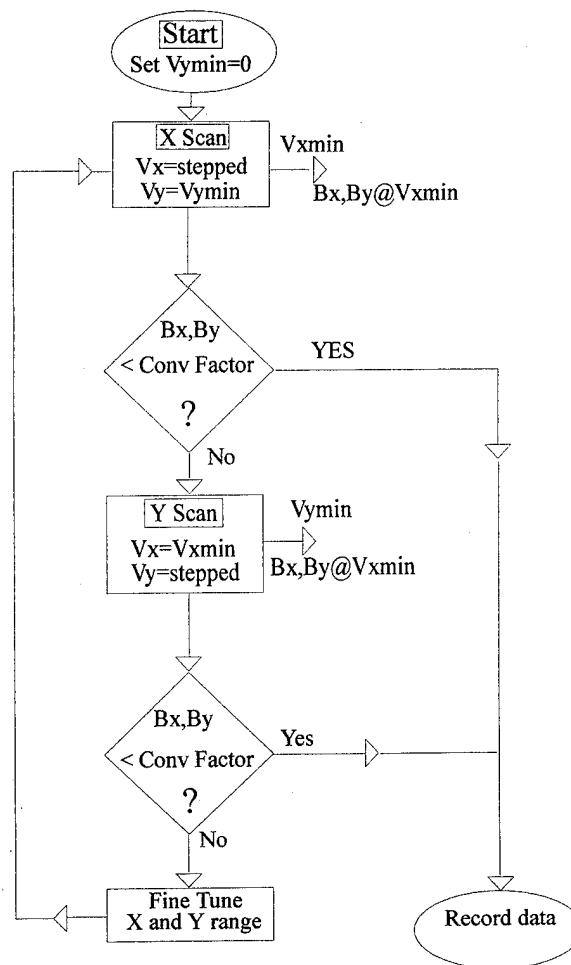 Start
Set Vymin=0
X Scan
Vx=stepped
Vy=Vymin
Vxmin
Bx,By@Vxmin
Bx,By
< Conv Factor
?
YES
No
Y Scan
Vx=Vxmin
Vy=stepped
Vymin
Bx,By@Vxmin
Bx,By
< Conv Factor
?
Yes
No
Fine Tune
X and Y range
Record data